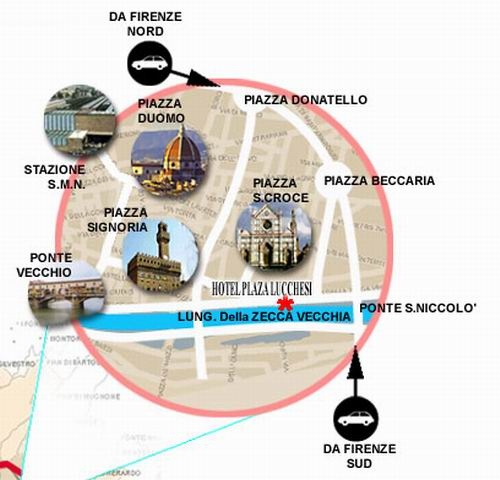 DA FIRENZE
NORD
PIAZZA DONATELLO
PIAZZA
DUOMO
STAZIONE
S.M.N.
PIAZZA
S.CROCE
PIAZZA BECCARIA
PIAZZA
SIGNORIA
PONTE
VECCHIO
HOTEL PLAZA LUCCHESI
LUNG. Della ZECCA VECCHIA
PONTE S.NICCOLO'
DA FIRENZE
SUD